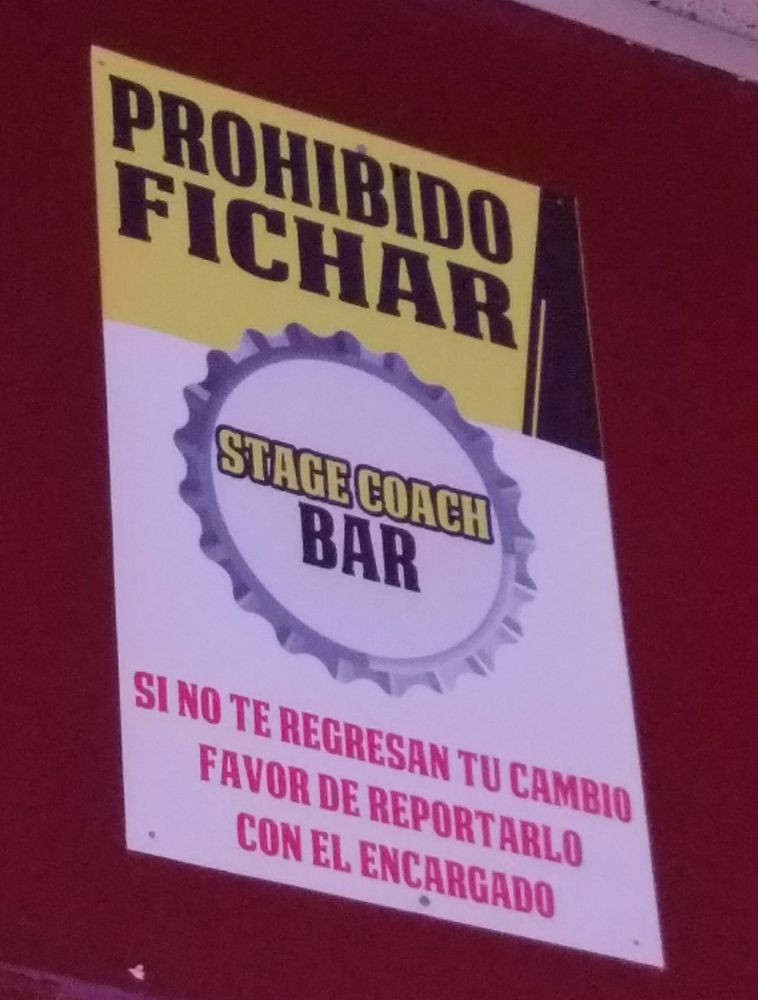 PROHIBIDO
FICHAR
STAGE COACH
BAR
SI NO TE REGRESAN TU CAMBIO
FAVOR DE REPORTARLO
CON EL ENCARGADO